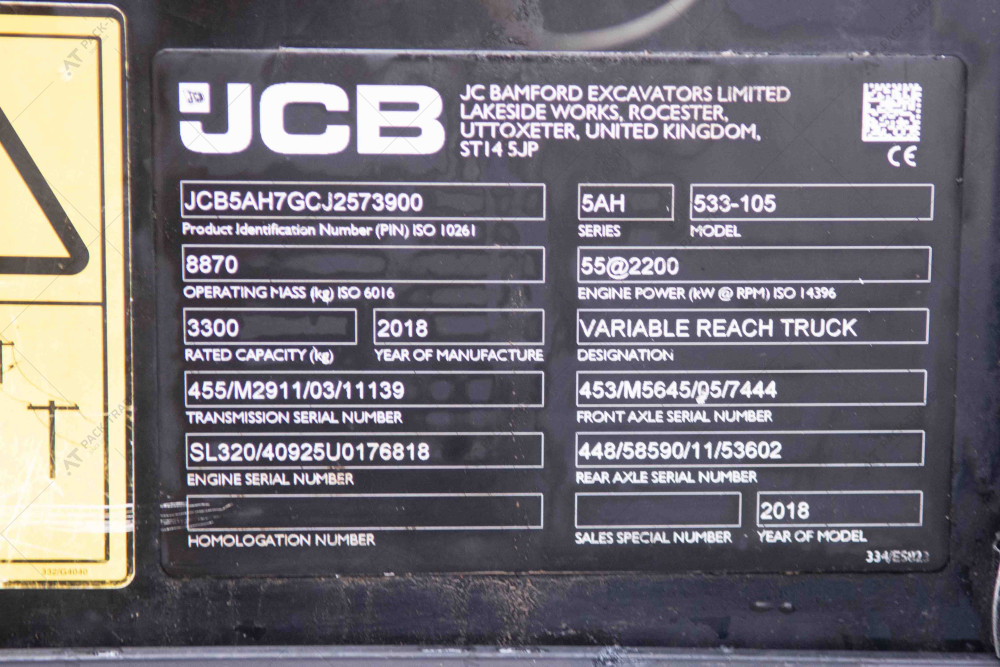 JCB
JC BAMFORD EXCAVATORS LIMITED
LAKESIDE WORKS, ROCESTER,
UTTOXETER, UNITED KINGDOM,
ST14 5JP
CE
JCB5AH7GCJ2573900
Product Identification Number (PIN) ISO 10261
5AH
SERIES
533-105
MODEL
8870
OPERATING MASS (kg) ISO 6016
55@2200
ENGINE POWER (kW @ RPM) ISO 14396
3300
RATED CAPACITY (kg)
2018
YEAR OF MANUFACTURE
VARIABLE REACH TRUCK
DESIGNATION
455/M2911/03/11139
TRANSMISSION SERIAL NUMBER
453/M5645/05/7444
FRONT AXLE SERIAL NUMBER
SL320/40925U0176818
ENGINE SERIAL NUMBER
448/58590/11/53602
REAR AXLE SERIAL NUMBER
HOMOLOGATION NUMBER
SALES SPECIAL NUMBER
2018
YEAR OF MODEL
332/G4040